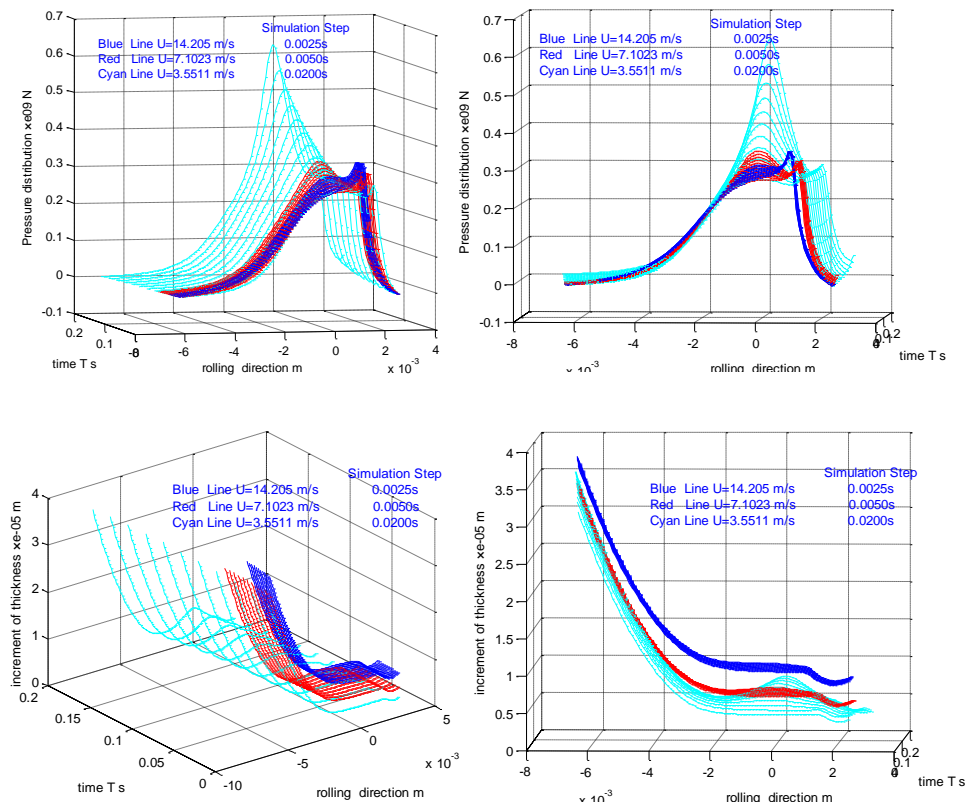 0.7
0.6
0.5
0.4
0.3
0.2
0.1
0
-0.1
Pressure distribution ×e09 N
Simulation Step
Blue Line U=14.205 m/s 0.0025s
Red Line U=7.1023 m/s 0.0050s
Cyan Line U=3.5511 m/s 0.0200s
0.2
0.1
time T s
-8 -6 -4 -2 0 2 4
x 10⁻³
rolling direction m
0.7
0.6
0.5
0.4
0.3
0.2
0.1
0
-0.1
Pressure distribution ×e09 N
Simulation Step
Blue Line U=14.205 m/s 0.0025s
Red Line U=7.1023 m/s 0.0050s
Cyan Line U=3.5511 m/s 0.0200s
-8 -6 -4 -2 0 2
0.2
time T s
rolling direction m
4
3
2
1
0
increment of thickness ×e-05 m
Simulation Step
Blue Line U=14.205 m/s 0.0025s
Red Line U=7.1023 m/s 0.0050s
Cyan Line U=3.5511 m/s 0.0200s
0.2
0.15
0.1
0.05
0
time T s
-10 -5 0 5
x 10⁻³
rolling direction m
4
3.5
3
2.5
2
1.5
1
0.5
0
increment of thickness ×e-05 m
Simulation Step
Blue Line U=14.205 m/s 0.0025s
Red Line U=7.1023 m/s 0.0050s
Cyan Line U=3.5511 m/s 0.0200s
-8 -6 -4 -2 0 2
0.2
time T s
rolling direction m